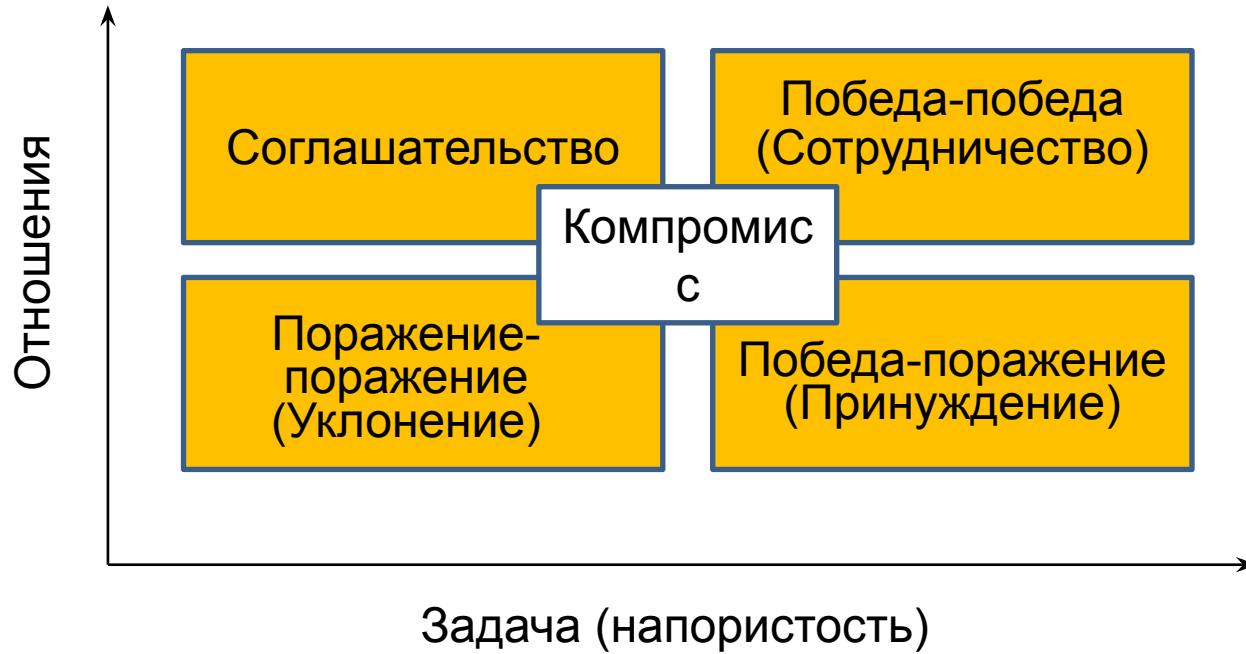 Отношения
Соглашательство
Победа-победа
(Сотрудничество)
Компромис
с
Поражение-
поражение
(Уклонение)
Победа-поражение
(Принуждение)
Задача (напористость)